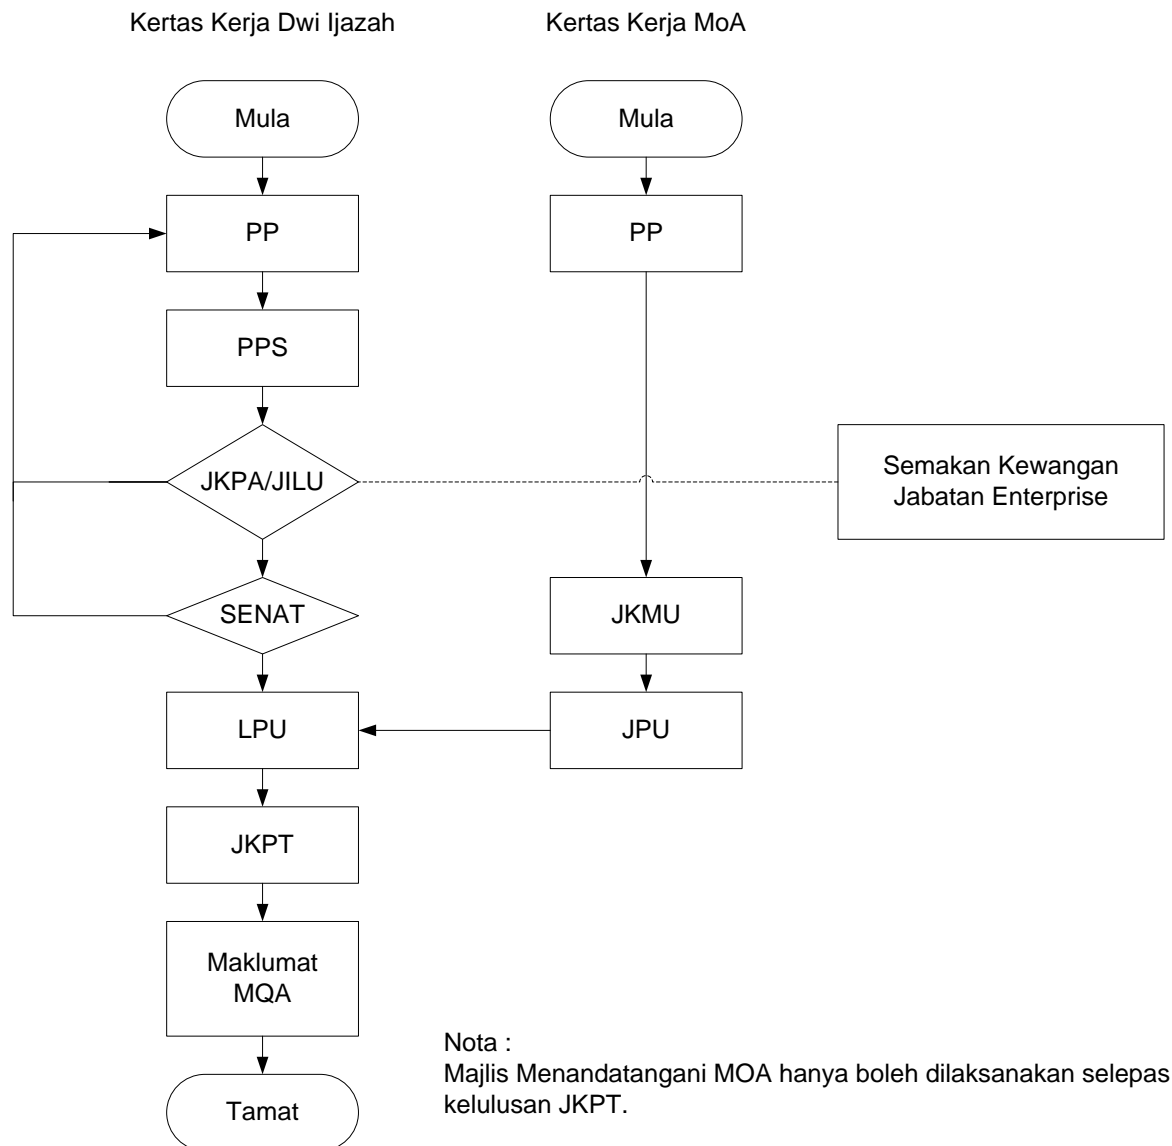 Kertas Kerja Dwi Ijazah
Kertas Kerja MoA
Mula
Mula
PP
PP
PPS
JKPA/JILU
Semakan Kewangan
Jabatan Enterprise
SENAT
JKMU
LPU
JPU
JKPT
Maklumat
MQA
Nota :
Majlis Menandatangani MOA hanya boleh dilaksanakan selepas
kelulusan JKPT.
Tamat